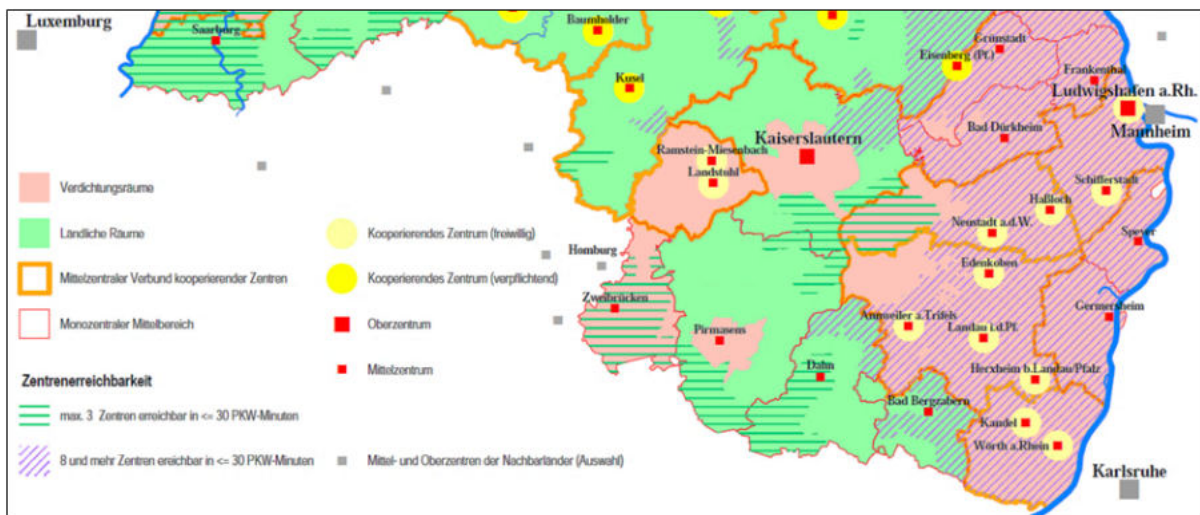 Luxemburg
Saarburg
Baumholder
Grünstadt
Eisenberg (Pf.)
Frankenthal
Kusel
Ludwigshafen a.Rh.
Mannheim
Kaiserslautern
Bad Dürkheim
Ramstein-Miesenbach
Landstuhl
Schifferstadt
Haßloch
Neustadt a.d.W.
Speyer
Homburg
Edenkoben
Zweibrücken
Germersheim
Annweiler a.Trifels
Pirmasens
Landau i.d.Pf.
Dahn
Herxheim b.Landau/Pfalz
Bad Bergzabern
Kandel
Wörth a.Rhein
Karlsruhe
Verdichtungsräume
Ländliche Räume
Mittelzentraler Verbund kooperierender Zentren
Monozentraler Mittelbereich
Kooperierendes Zentrum (freiwillig)
Kooperierendes Zentrum (verpflichtend)
Oberzentrum
Mittelzentrum
Zentrenerreichbarkeit
max. 3 Zentren erreichbar in <= 30 PKW-Minuten
8 und mehr Zentren erreichbar in <= 30 PKW-Minuten
Mittel- und Oberzentren der Nachbarländer (Auswahl)